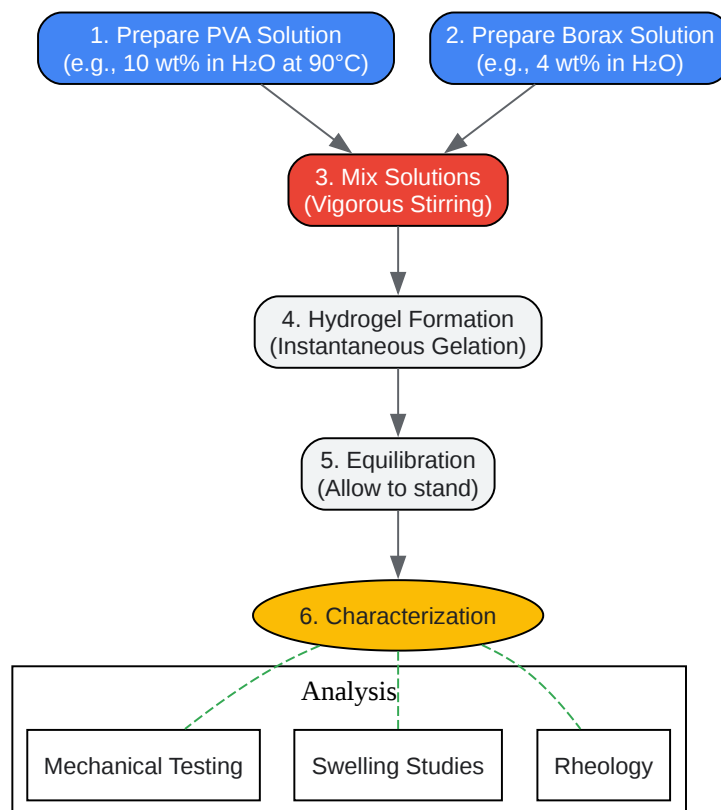 1. Prepare PVA Solution
(e.g., 10 wt% in H₂O at 90°C)
2. Prepare Borax Solution
(e.g., 4 wt% in H₂O)
3. Mix Solutions
(Vigorous Stirring)
4. Hydrogel Formation
(Instantaneous Gelation)
5. Equilibration
(Allow to stand)
6. Characterization
Analysis
Mechanical Testing
Swelling Studies
Rheology